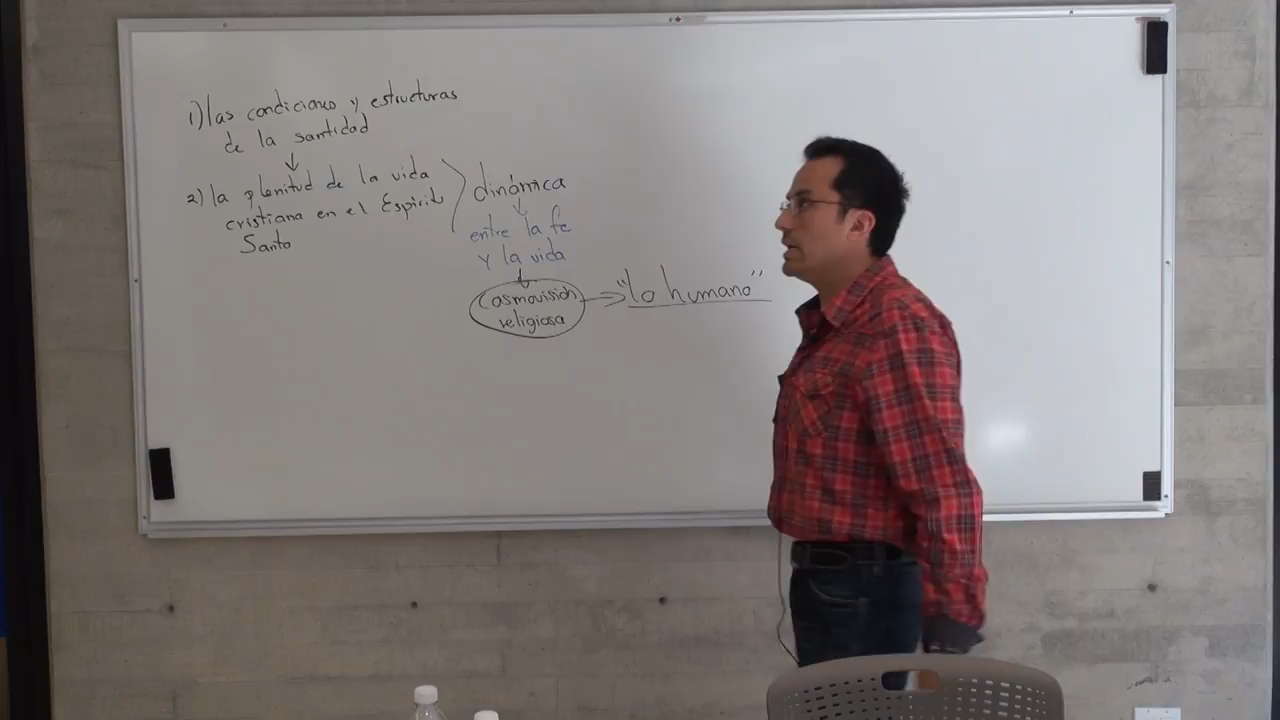 1) las condiciones y estructuras
de la santidad
2) la plenitud de la vida
cristiana en el Espíritu
Santo
dinámica
entre la fe
y la vida
Cosmovisión
religiosa
"lo humano"